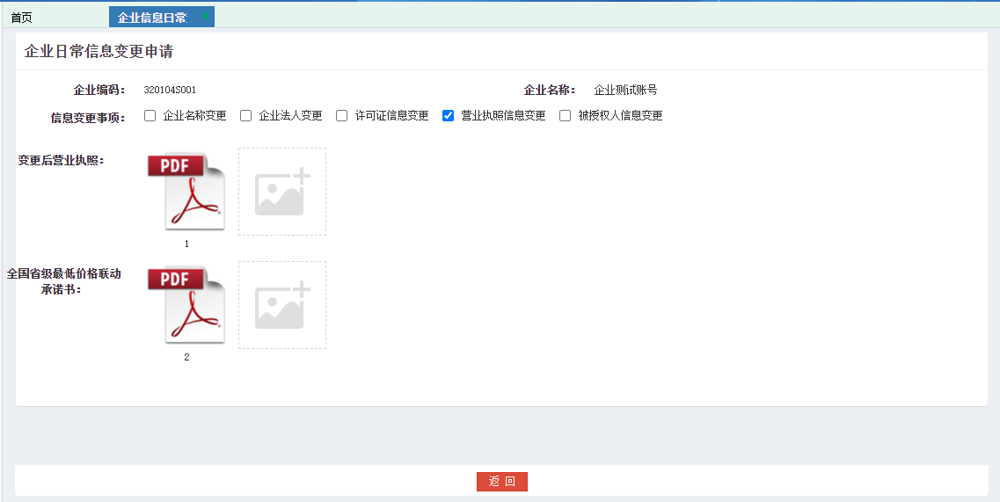 首页
企业信息日常
企业日常信息变更申请
企业编码： 320104S001 企业名称： 企业测试账号
信息变更事项： 企业名称变更 企业法人变更 许可证信息变更 营业执照信息变更 被授权人信息变更
变更后营业执照：
PDF
1
全国省级最低价格联动
承诺书：
PDF
2
返 回